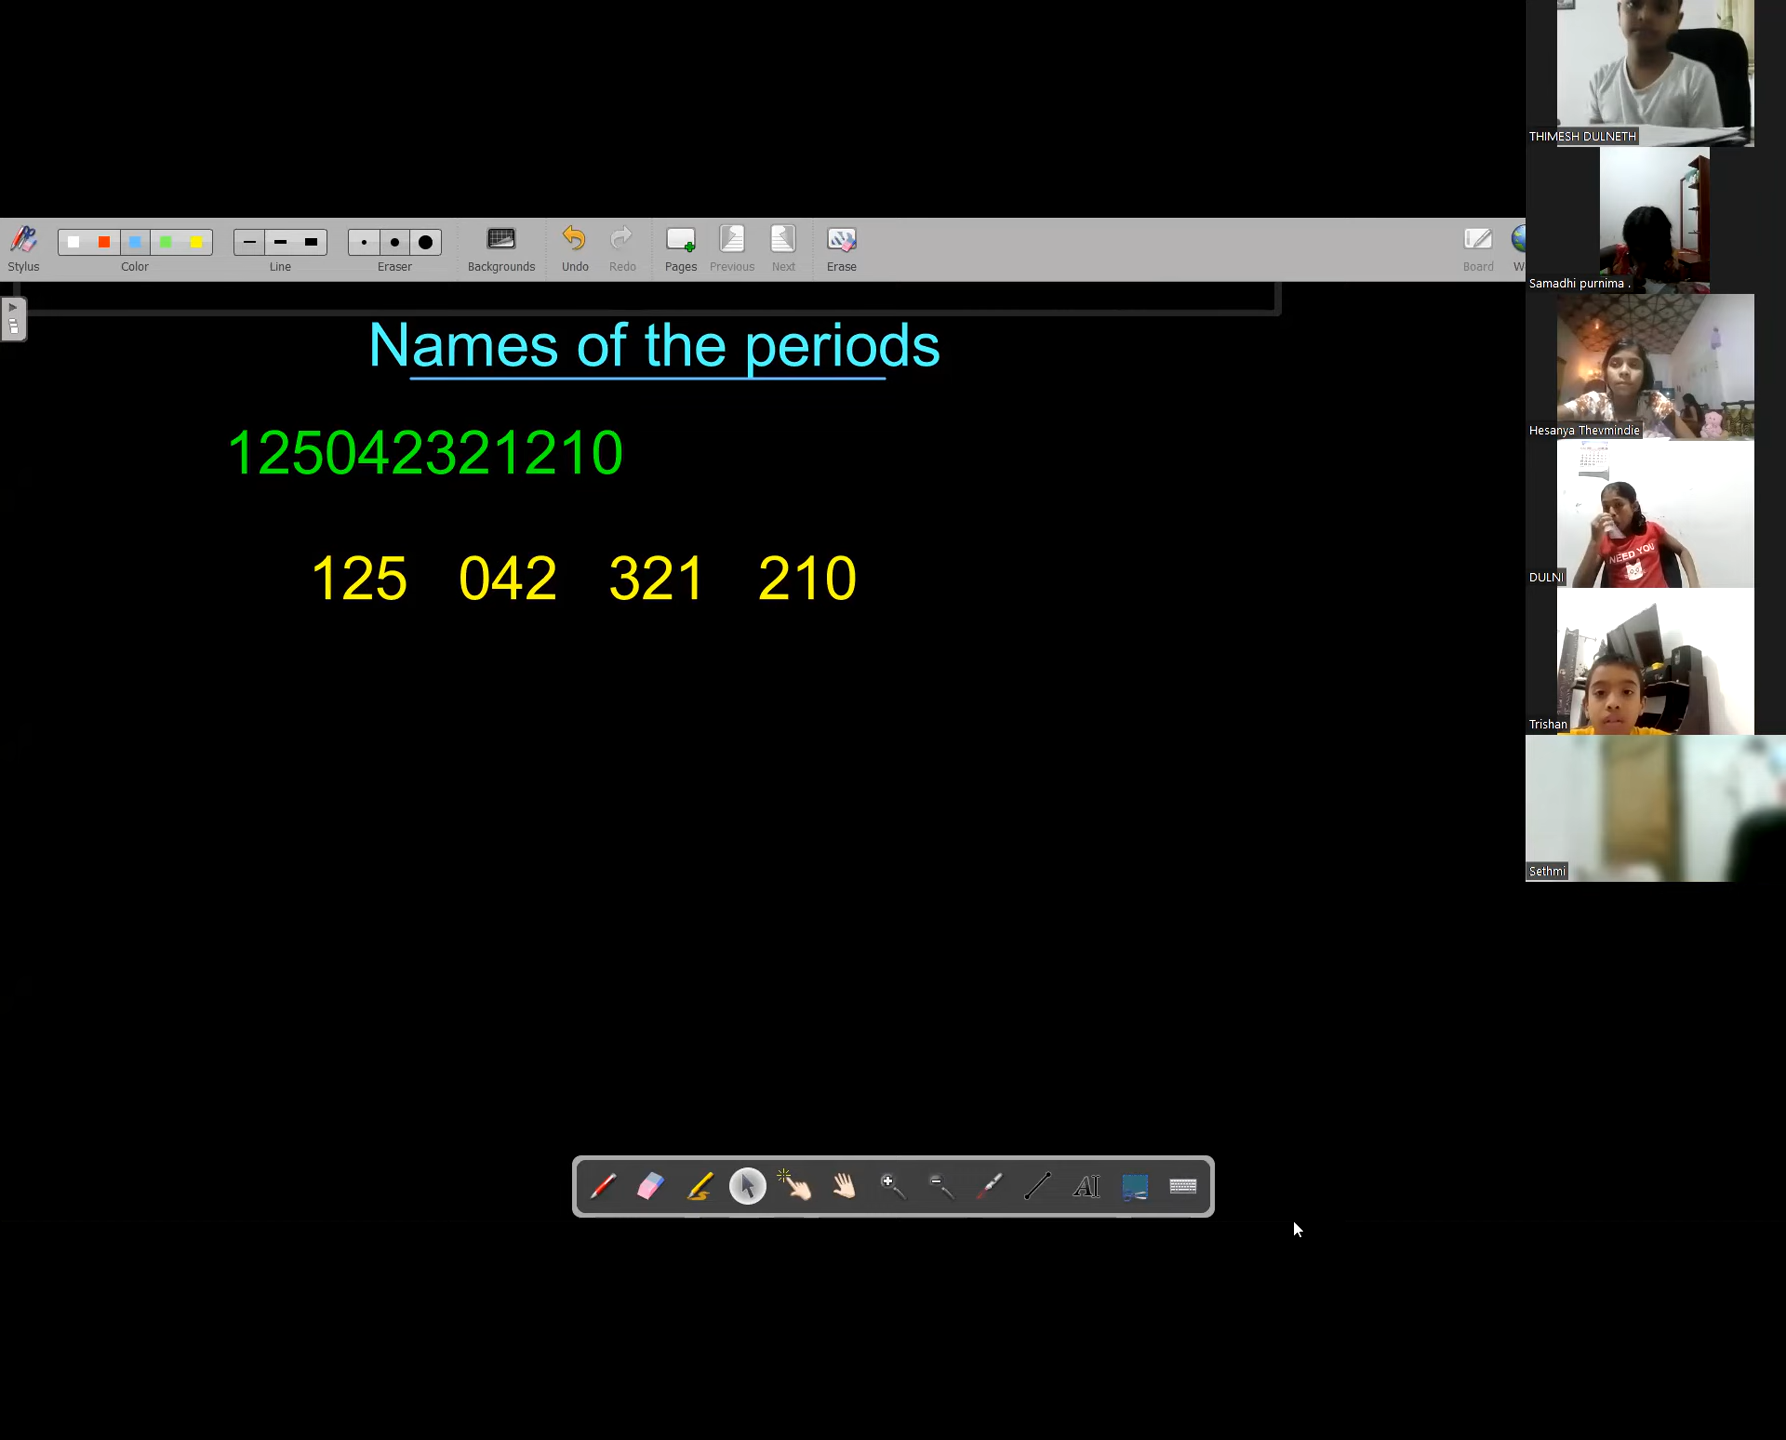 THIMESH DULNETH
Samadhi purnima .
Hesanya Thevmindie
NEED YOU
DULNI
Trishan
Sethmi
Stylus
Color
Line
Eraser
Backgrounds
Undo
Redo
Pages
Previous
Next
Erase
Board
W
Names of the periods
125042321210
125 042 321 210
AI